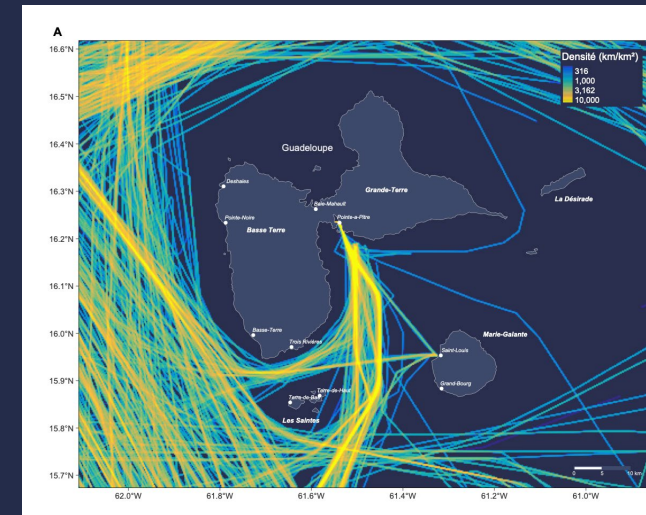 A
16.6°N
16.5°N
16.4°N
16.3°N
16.2°N
16.1°N
16.0°N
15.9°N
15.8°N
15.7°N
Densité (km/km²)
316
1,000
3,162
10,000
Guadeloupe
Deshaies
Baie-Mahault
Grande-Terre
La Désirade
Pointe-Noire
Pointe-a-Pitre
Basse Terre
Basse-Terre
Trois Rivières
Marie-Galante
Saint-Louis
Grand-Bourg
Terre-de-Haut
Terre-de-Bas
Les Saintes
0 5 10 km
62.0°W
61.8°W
61.6°W
61.4°W
61.2°W
61.0°W